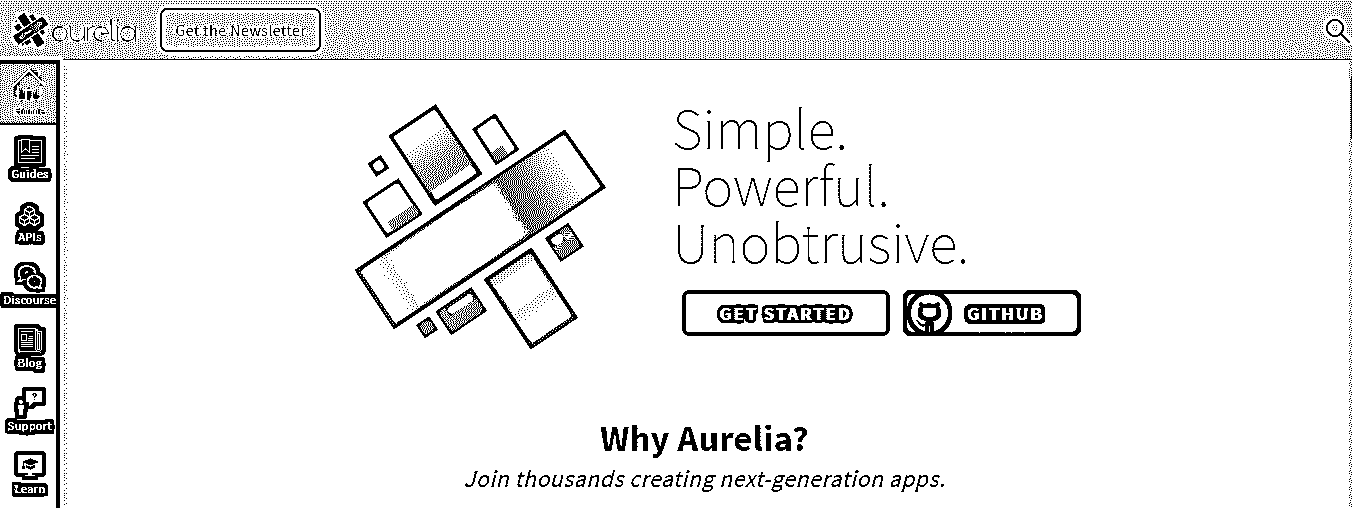 aurelia
Get the Newsletter
Guides
APIs
Discourse
Blog
Support
Learn
Simple.
Powerful.
Unobtrusive.
GET STARTED
GITHUB
Why Aurelia?
Join thousands creating next-generation apps.